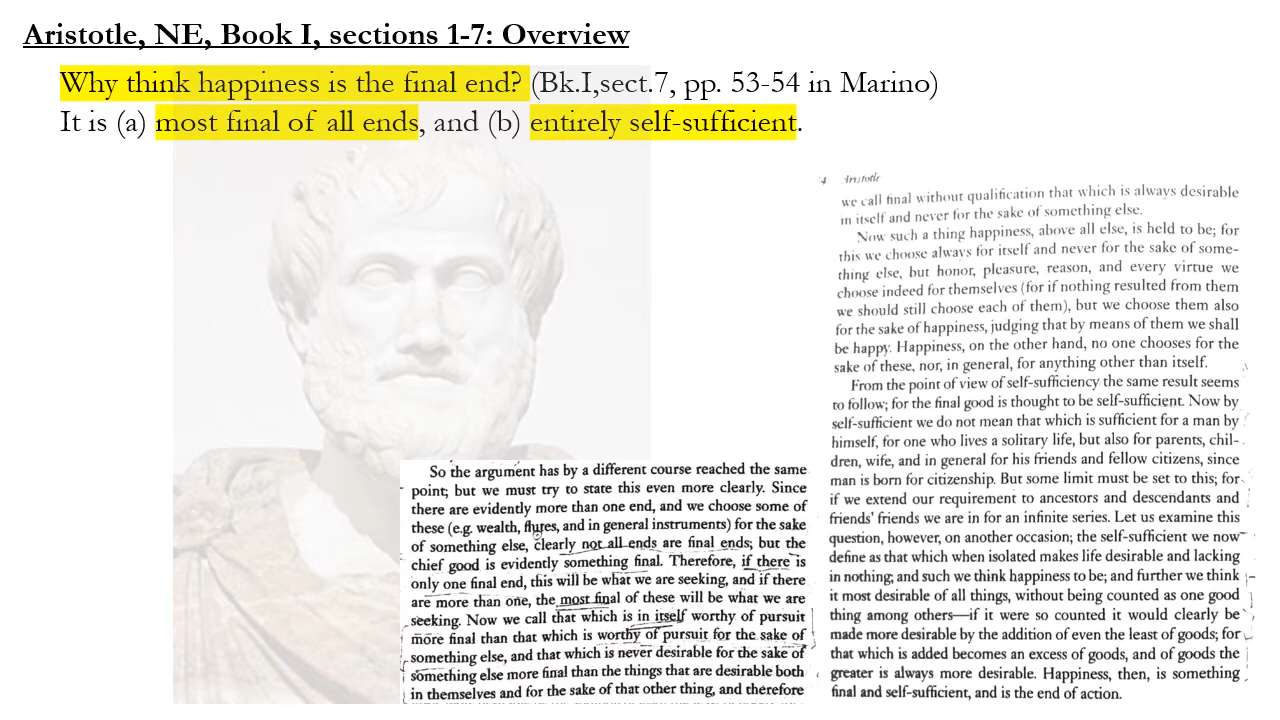 Aristotle, NE, Book I, sections 1-7: Overview
Why think happiness is the final end? (Bk.I,sect.7, pp. 53-54 in Marino)
It is (a) most final of all ends, and (b) entirely self-sufficient.
So the argument has by a different course reached the same
point; but we must try to state this even more clearly. Since
there are evidently more than one end, and we choose some of
these (e.g. wealth, flutes, and in general instruments) for the sake
of something else, clearly not all ends are final ends; but the
chief good is evidently something final. Therefore, if there is
only one final end, this will be what we are seeking, and if there
are more than one, the most final of these will be what we are
seeking. Now we call that which is in itself worthy of pursuit
more final than that which is worthy of pursuit for the sake of
something else, and that which is never desirable for the sake of
something else more final than the things that are desirable both
in themselves and for the sake of that other thing, and therefore
4 Aristotle
we call final without qualification that which is always desirable
in itself and never for the sake of something else.
Now such a thing happiness, above all else, is held to be; for
this we choose always for itself and never for the sake of some-
thing else, but honor, pleasure, reason, and every virtue we
choose indeed for themselves (for if nothing resulted from them
we should still choose each of them), but we choose them also
for the sake of happiness, judging that by means of them we shall
be happy. Happiness, on the other hand, no one chooses for the
sake of these, nor, in general, for anything other than itself.
From the point of view of self-sufficiency the same result seems
to follow; for the final good is thought to be self-sufficient. Now by
self-sufficient we do not mean that which is sufficient for a man by
himself, for one who lives a solitary life, but also for parents, chil-
dren, wife, and in general for his friends and fellow citizens, since
man is born for citizenship. But some limit must be set to this; for
if we extend our requirement to ancestors and descendants and
friends' friends we are in for an infinite series. Let us examine this
question, however, on another occasion; the self-sufficient we now
define as that which when isolated makes life desirable and lacking
in nothing; and such we think happiness to be; and further we think
it most desirable of all things, without being counted as one good
thing among others—if it were so counted it would clearly be
made more desirable by the addition of even the least of goods; for
that which is added becomes an excess of goods, and of goods the
greater is always more desirable. Happiness, then, is something
final and self-sufficient, and is the end of action.